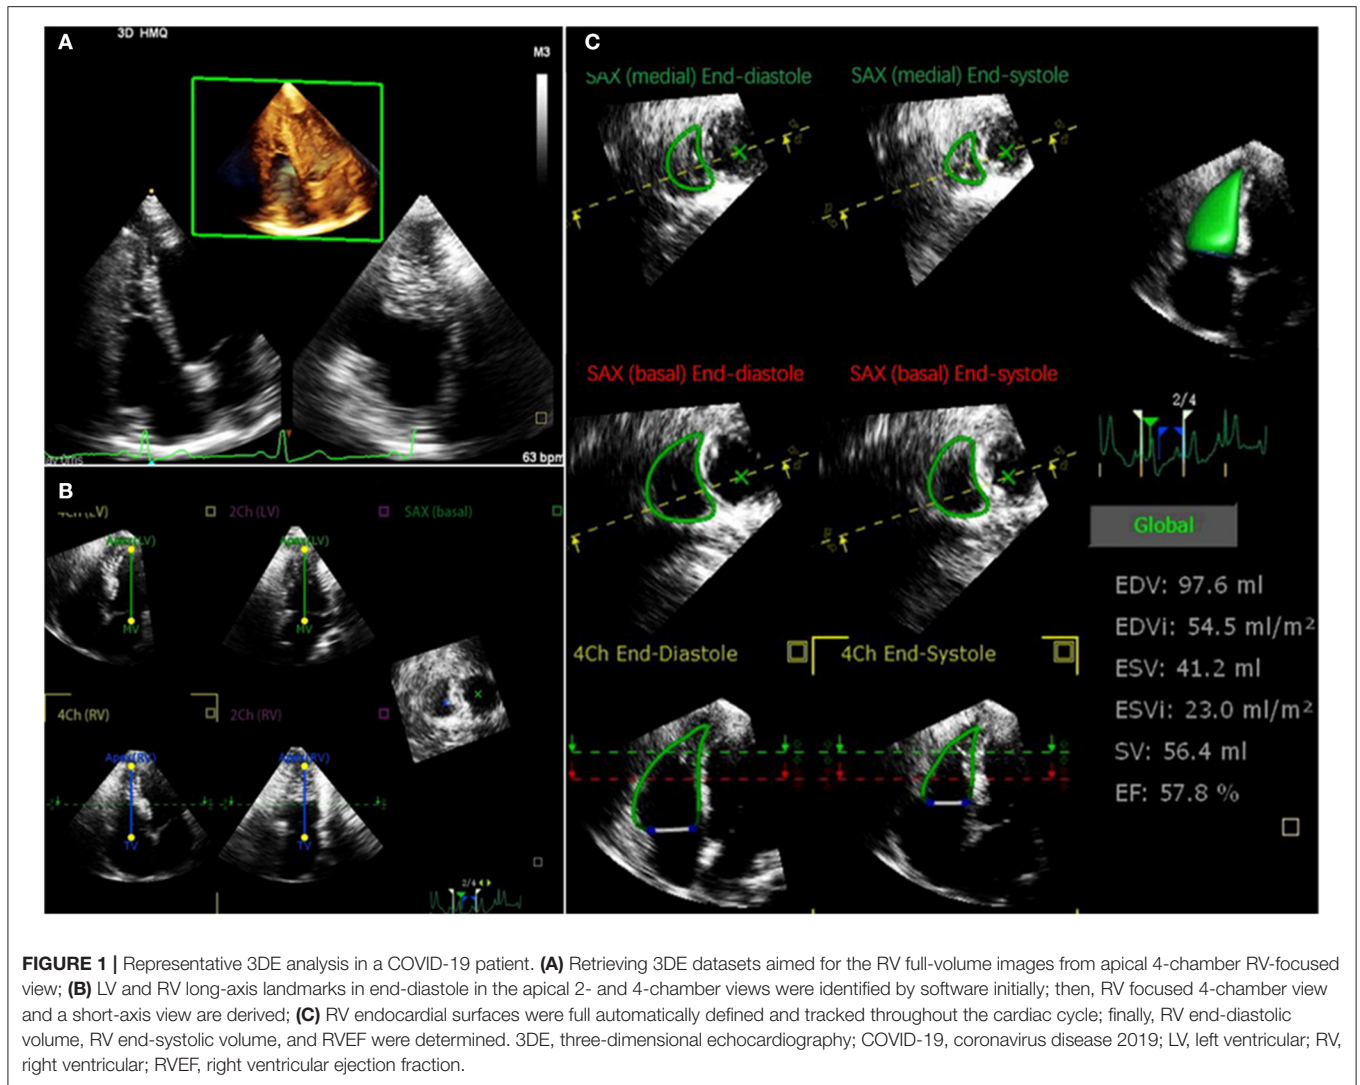 A
3D HMQ
M3
63 bpm
B
4Ch (LV)
2Ch (LV)
SAX (basal)
Apex (LV)
Apex (LV)
MV
MV
4Ch (RV)
2Ch (RV)
Apex (RV)
Apex (RV)
TV
TV
2/4
C
SAX (medial) End-diastole
SAX (medial) End-systole
SAX (basal) End-diastole
SAX (basal) End-systole
2/4
Global
EDV: 97.6 ml
EDVi: 54.5 ml/m²
ESV: 41.2 ml
ESVi: 23.0 ml/m²
SV: 56.4 ml
EF: 57.8 %
4Ch End-Diastole
4Ch End-Systole
FIGURE 1 | Representative 3DE analysis in a COVID-19 patient. (A) Retrieving 3DE datasets aimed for the RV full-volume images from apical 4-chamber RV-focused
view; (B) LV and RV long-axis landmarks in end-diastole in the apical 2- and 4-chamber views were identified by software initially; then, RV focused 4-chamber view
and a short-axis view are derived; (C) RV endocardial surfaces were full automatically defined and tracked throughout the cardiac cycle; finally, RV end-diastolic
volume, RV end-systolic volume, and RVEF were determined. 3DE, three-dimensional echocardiography; COVID-19, coronavirus disease 2019; LV, left ventricular; RV,
right ventricular; RVEF, right ventricular ejection fraction.